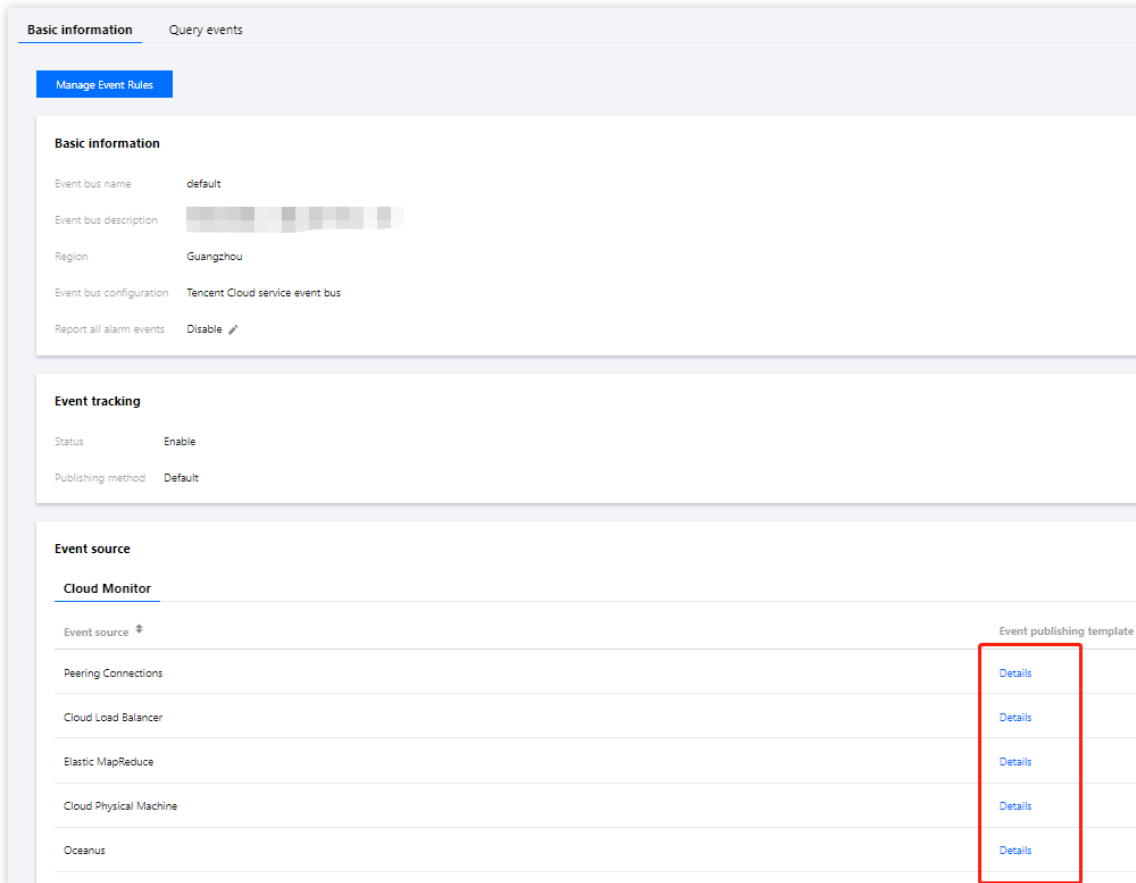 Basic information Query events
Manage Event Rules
Basic information
Event bus name default
Event bus description
Region Guangzhou
Event bus configuration Tencent Cloud service event bus
Report all alarm events Disable
Event tracking
Status Enable
Publishing method Default
Event source
Cloud Monitor
Event source Event publishing template
Peering Connections Details
Cloud Load Balancer Details
Elastic MapReduce Details
Cloud Physical Machine Details
Oceanus Details